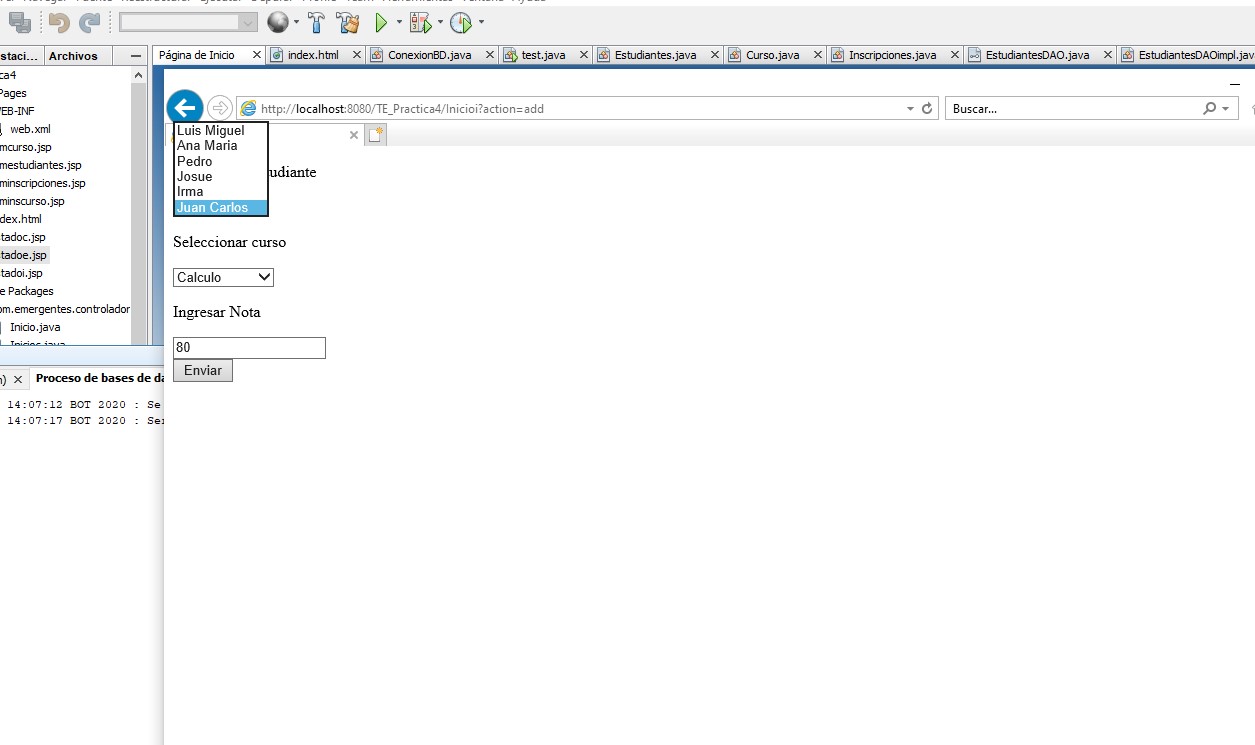 Archivos
Página de Inicio
index.html
ConexionBD.java
test.java
Estudiantes.java
Curso.java
Inscripciones.java
EstudiantesDAO.java
EstudiantesDAOimpl.java
web.xml
Inicio.java
http://localhost:8080/TE_Practica4/Inicioi?action=add
Buscar...
Luis Miguel
Ana Maria
Pedro
Josue
Irma
Juan Carlos
udiante
Seleccionar curso
Calculo
Ingresar Nota
80
Enviar
ca4
Pages
EB-INF
mcurso.jsp
mestudiantes.jsp
minscripciones.jsp
minscurso.jsp
dex.html
tadoc.jsp
tadoe.jsp
tadoi.jsp
e Packages
om.emergentes.controlador
Proceso de bases de da
14:07:12 BOT 2020 : Se
14:07:17 BOT 2020 : Ser